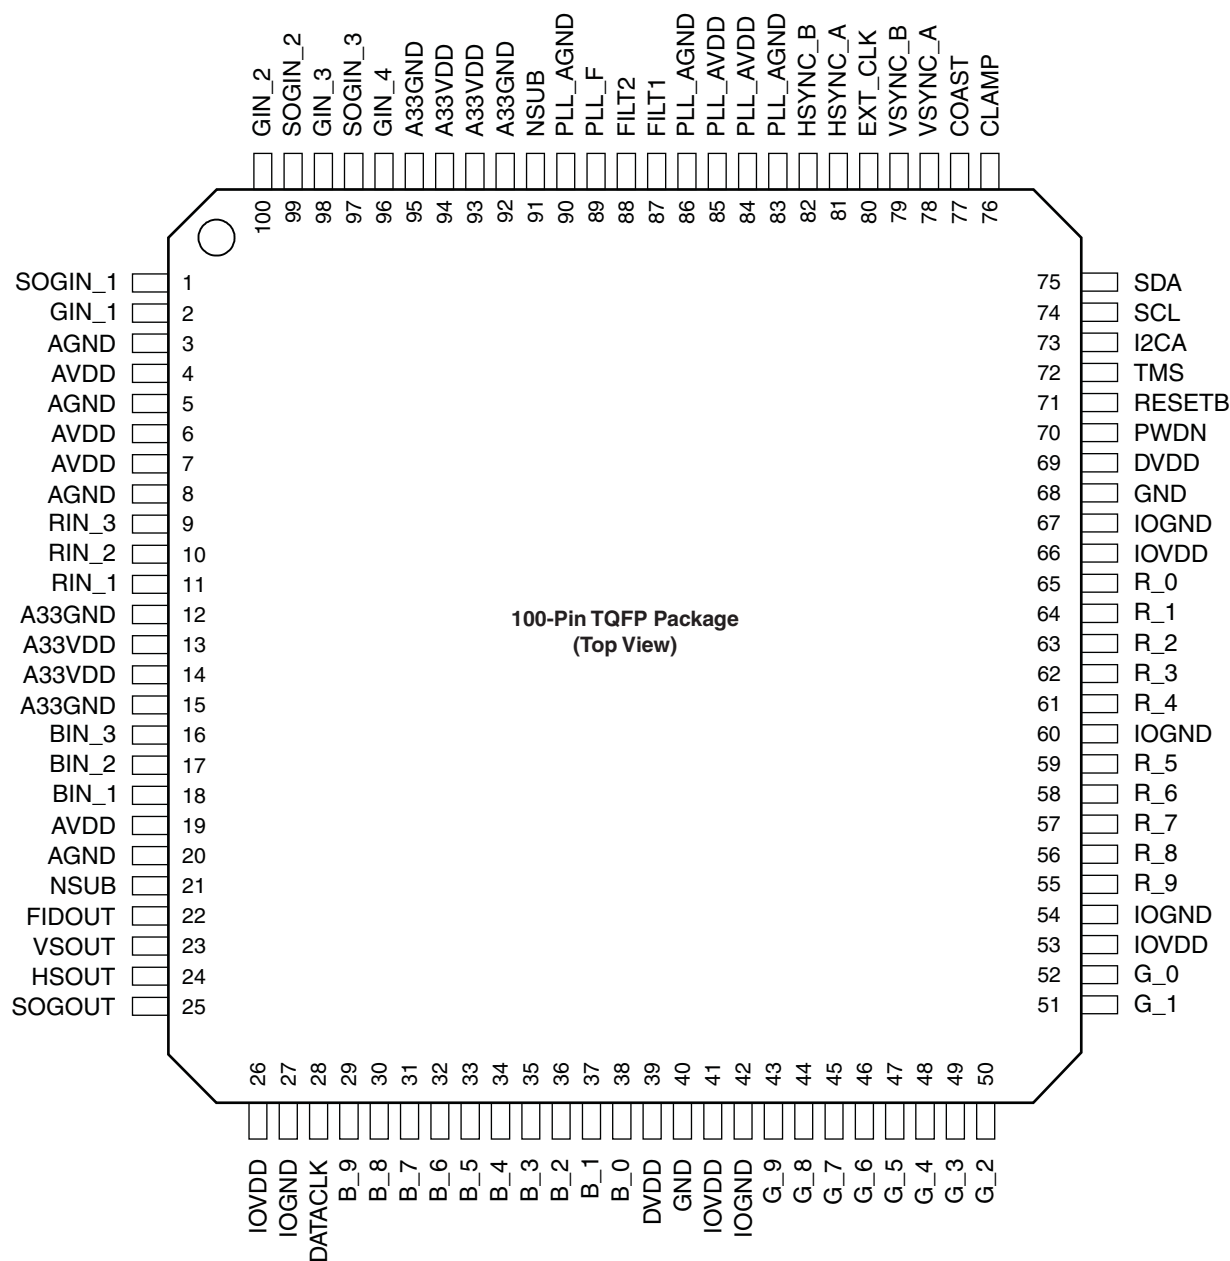 GIN_2
SOGIN_2
GIN_3
SOGIN_3
GIN_4
A33GND
A33VDD
A33VDD
A33GND
NSUB
PLL_AGND
PLL_F
FILT2
FILT1
PLL_AGND
PLL_AVDD
PLL_AVDD
PLL_AGND
HSYNC_B
HSYNC_A
EXT_CLK
VSYNC_B
VSYNC_A
COAST
CLAMP
100
99
98
97
96
95
94
93
92
91
90
89
88
87
86
85
84
83
82
81
80
79
78
77
76
SOGIN_1 1
GIN_1 2
AGND 3
AVDD 4
AGND 5
AVDD 6
AVDD 7
AGND 8
RIN_3 9
RIN_2 10
RIN_1 11
A33GND 12
A33VDD 13
A33VDD 14
A33GND 15
BIN_3 16
BIN_2 17
BIN_1 18
AVDD 19
AGND 20
NSUB 21
FIDOUT 22
VSOUT 23
HSOUT 24
SOGOUT 25
100-Pin TQFP Package
(Top View)
75 SDA
74 SCL
73 I2CA
72 TMS
71 RESETB
70 PWDN
69 DVDD
68 GND
67 IOGND
66 IOVDD
65 R_0
64 R_1
63 R_2
62 R_3
61 R_4
60 IOGND
59 R_5
58 R_6
57 R_7
56 R_8
55 R_9
54 IOGND
53 IOVDD
52 G_0
51 G_1
26
27
28
29
30
31
32
33
34
35
36
37
38
39
40
41
42
43
44
45
46
47
48
49
50
IOVDD
IOGND
DATACLK
B_9
B_8
B_7
B_6
B_5
B_4
B_3
B_2
B_1
B_0
DVDD
GND
IOVDD
IOGND
G_9
G_8
G_7
G_6
G_5
G_4
G_3
G_2